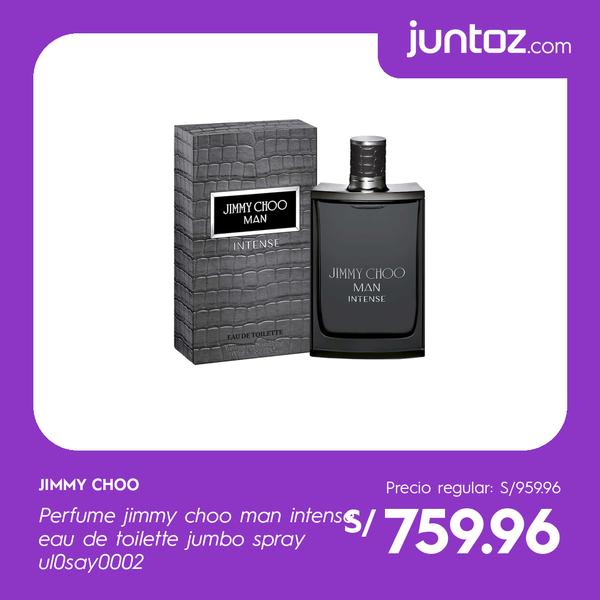 juntoz.com
JIMMY CHOO
MAN
INTENSE
EAU DE TOILETTE
JIMMY CHOO
MAN
INTENSE
JIMMY CHOO
Perfume jimmy choo man intense
eau de toilette jumbo spray
ul0say0002
Precio regular: S/959.96
S/ 759.96